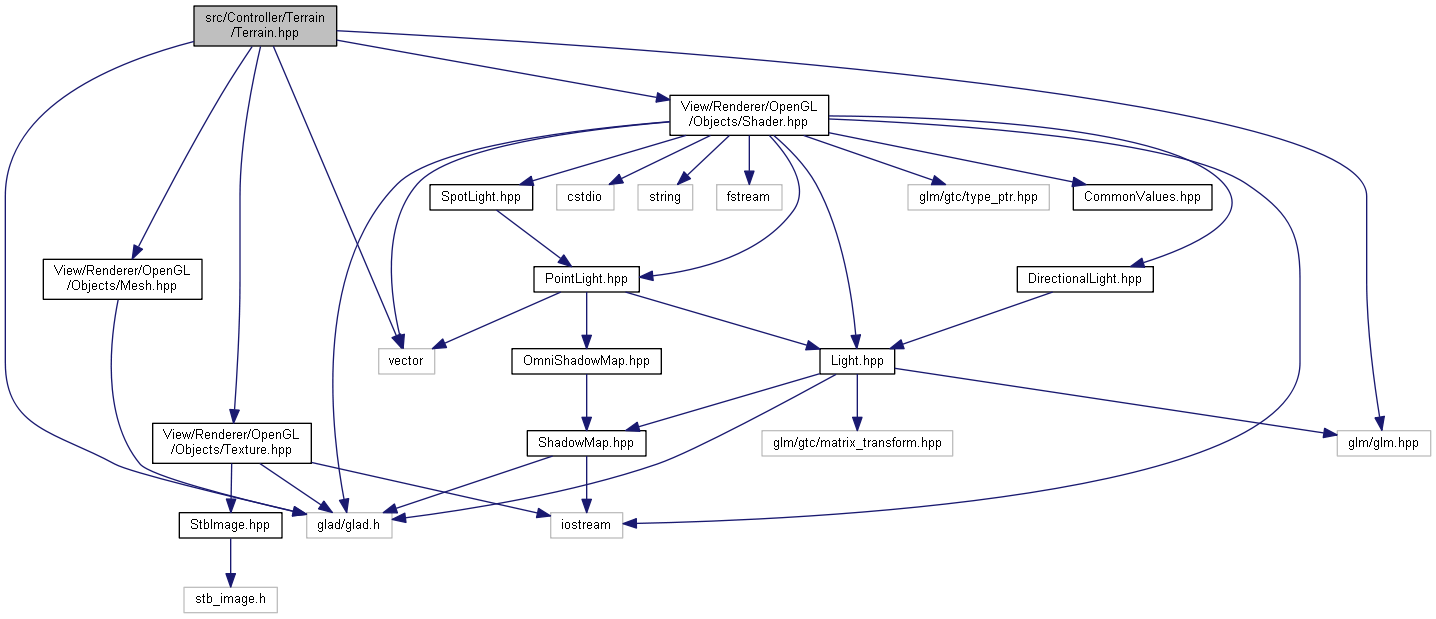 src/Controller/Terrain
/Terrain.hpp
View/Renderer/OpenGL
/Objects/Shader.hpp
SpotLight.hpp
cstdio
string
fstream
glm/gtc/type_ptr.hpp
CommonValues.hpp
View/Renderer/OpenGL
/Objects/Mesh.hpp
PointLight.hpp
DirectionalLight.hpp
vector
OmniShadowMap.hpp
Light.hpp
View/Renderer/OpenGL
/Objects/Texture.hpp
ShadowMap.hpp
glm/gtc/matrix_transform.hpp
glm/glm.hpp
StbImage.hpp
glad/glad.h
iostream
stb_image.h